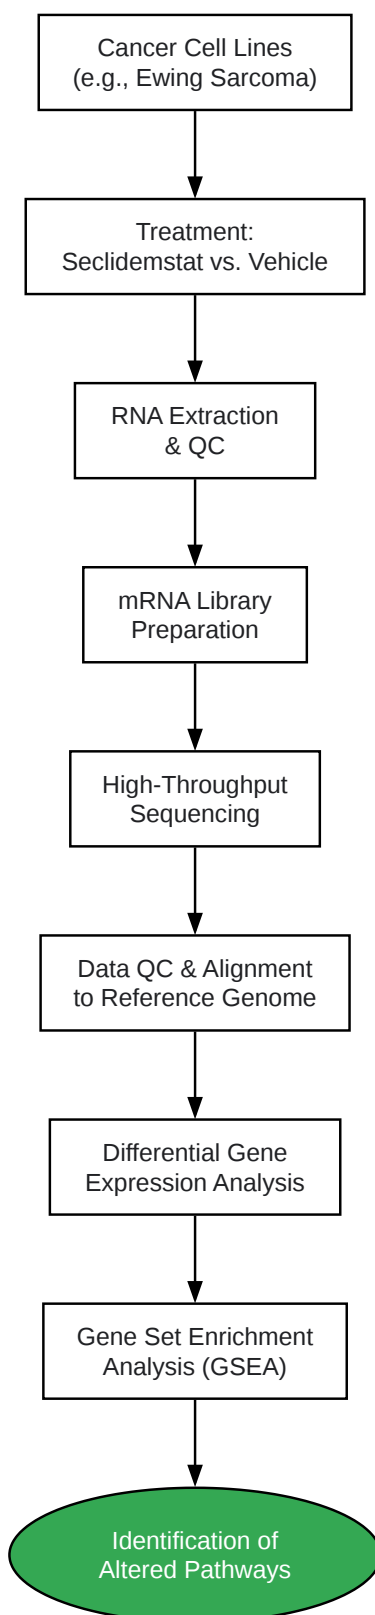 Cancer Cell Lines
(e.g., Ewing Sarcoma)
Treatment:
Seclidemstat vs. Vehicle
RNA Extraction
& QC
mRNA Library
Preparation
High-Throughput
Sequencing
Data QC & Alignment
to Reference Genome
Differential Gene
Expression Analysis
Gene Set Enrichment
Analysis (GSEA)
Identification of
Altered Pathways